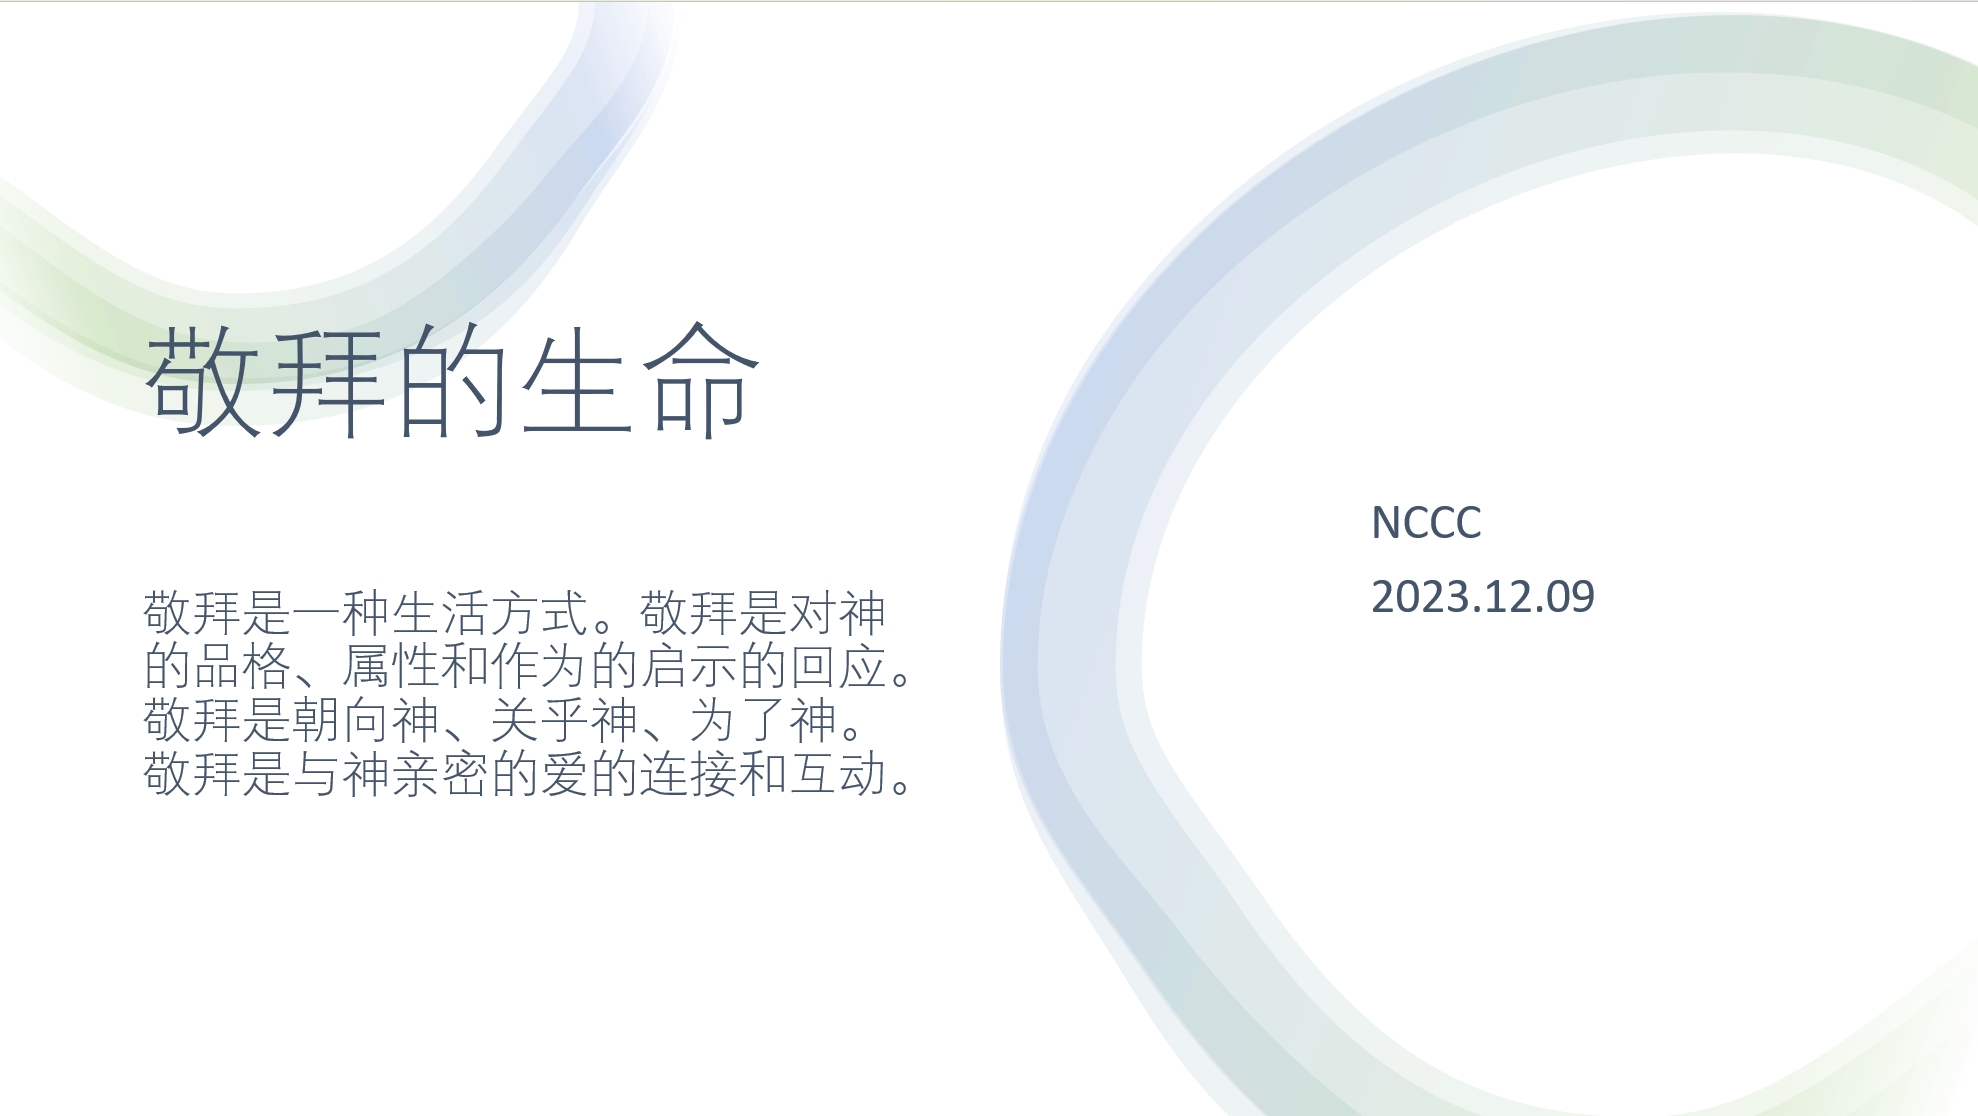 敬拜的生命
敬拜是一种生活方式。敬拜是对神
的品格、属性和作为的启示的回应。
敬拜是朝向神、关乎神、为了神。
敬拜是与神亲密的爱的连接和互动。
NCCC
2023.12.09